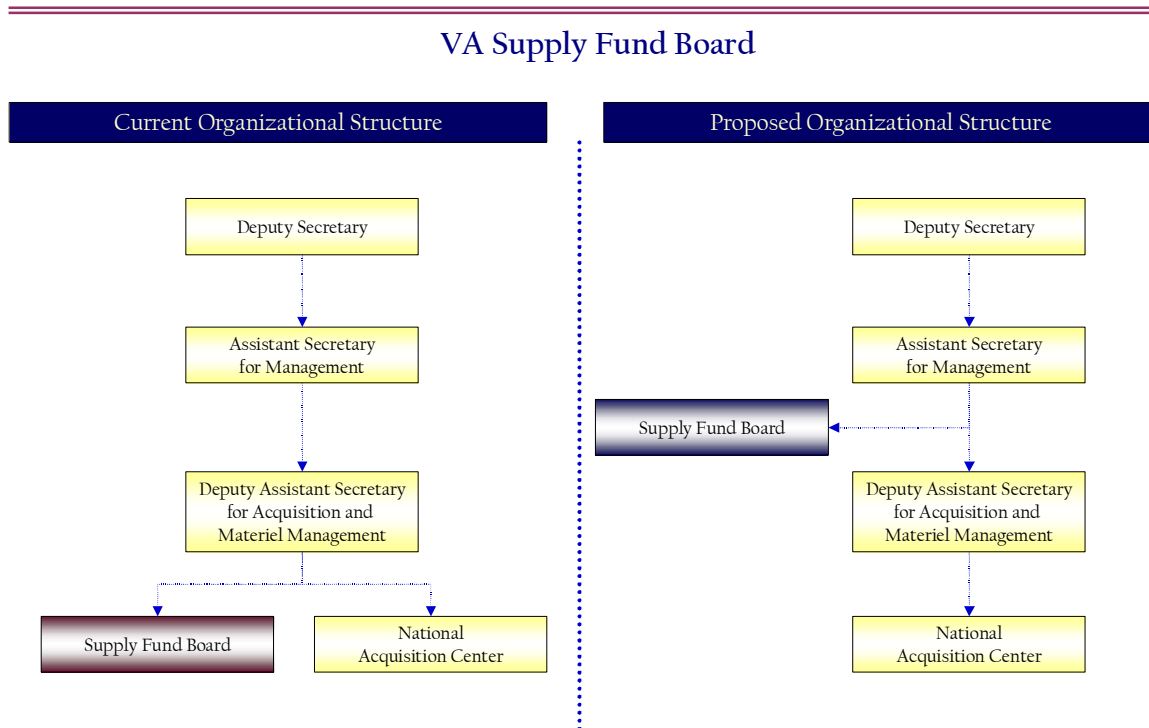 VA Supply Fund Board
Current Organizational Structure
Deputy Secretary
Assistant Secretary
for Management
Deputy Assistant Secretary
for Acquisition and
Materiel Management
Supply Fund Board
National
Acquisition Center
Proposed Organizational Structure
Deputy Secretary
Assistant Secretary
for Management
Supply Fund Board
Deputy Assistant Secretary
for Acquisition and
Materiel Management
National
Acquisition Center